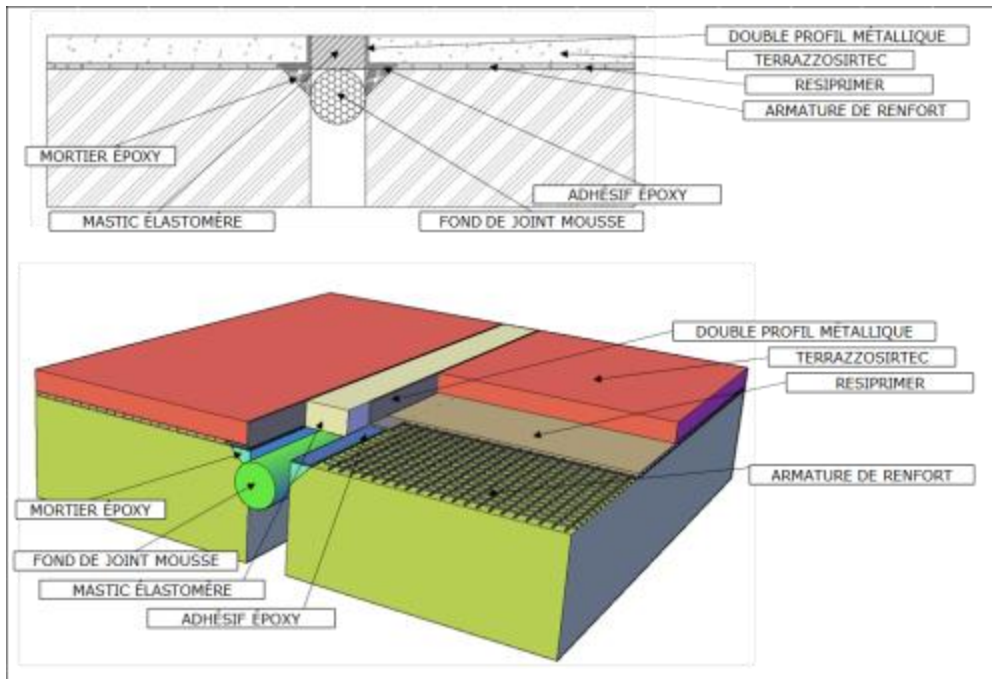 DOUBLE PROFIL MÉTALLIQUE
TERRAZZOSIRTEC
RESIPRIMER
ARMATURE DE RENFORT
MORTIER ÉPOXY
ADHÉSIF ÉPOXY
MASTIC ÉLASTOMÈRE
FOND DE JOINT MOUSSE
DOUBLE PROFIL MÉTALLIQUE
TERRAZZOSIRTEC
RESIPRIMER
ARMATURE DE RENFORT
MORTIER ÉPOXY
FOND DE JOINT MOUSSE
MASTIC ÉLASTOMÈRE
ADHÉSIF ÉPOXY